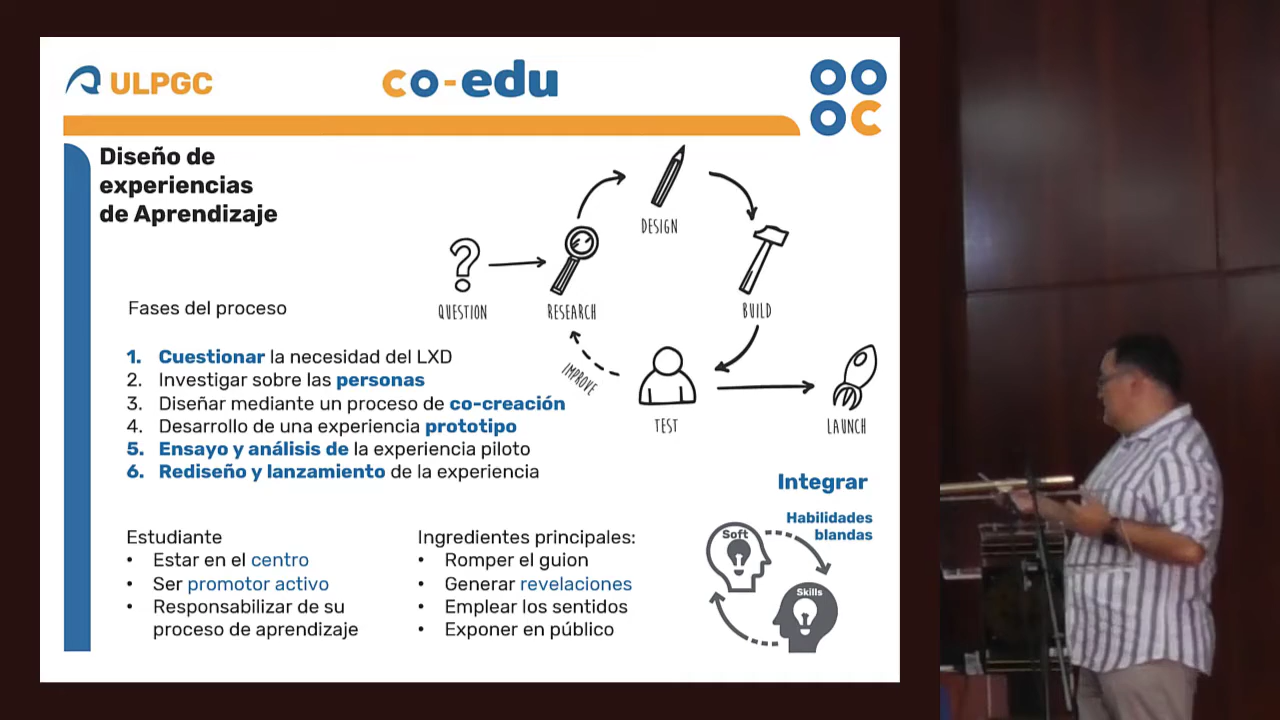 ULPGC
co-edu
Diseño de
experiencias
de Aprendizaje
DESIGN
QUESTION
RESEARCH
BUILD
IMPROVE
TEST
LAUNCH
Fases del proceso
1. Cuestionar la necesidad del LXD
2. Investigar sobre las personas
3. Diseñar mediante un proceso de co-creación
4. Desarrollo de una experiencia prototipo
5. Ensayo y análisis de la experiencia piloto
6. Rediseño y lanzamiento de la experiencia
Estudiante
• Estar en el centro
• Ser promotor activo
• Responsabilizar de su
proceso de aprendizaje
Ingredientes principales:
• Romper el guion
• Generar revelaciones
• Emplear los sentidos
• Exponer en público
Integrar
Habilidades
blandas
Soft
Skills